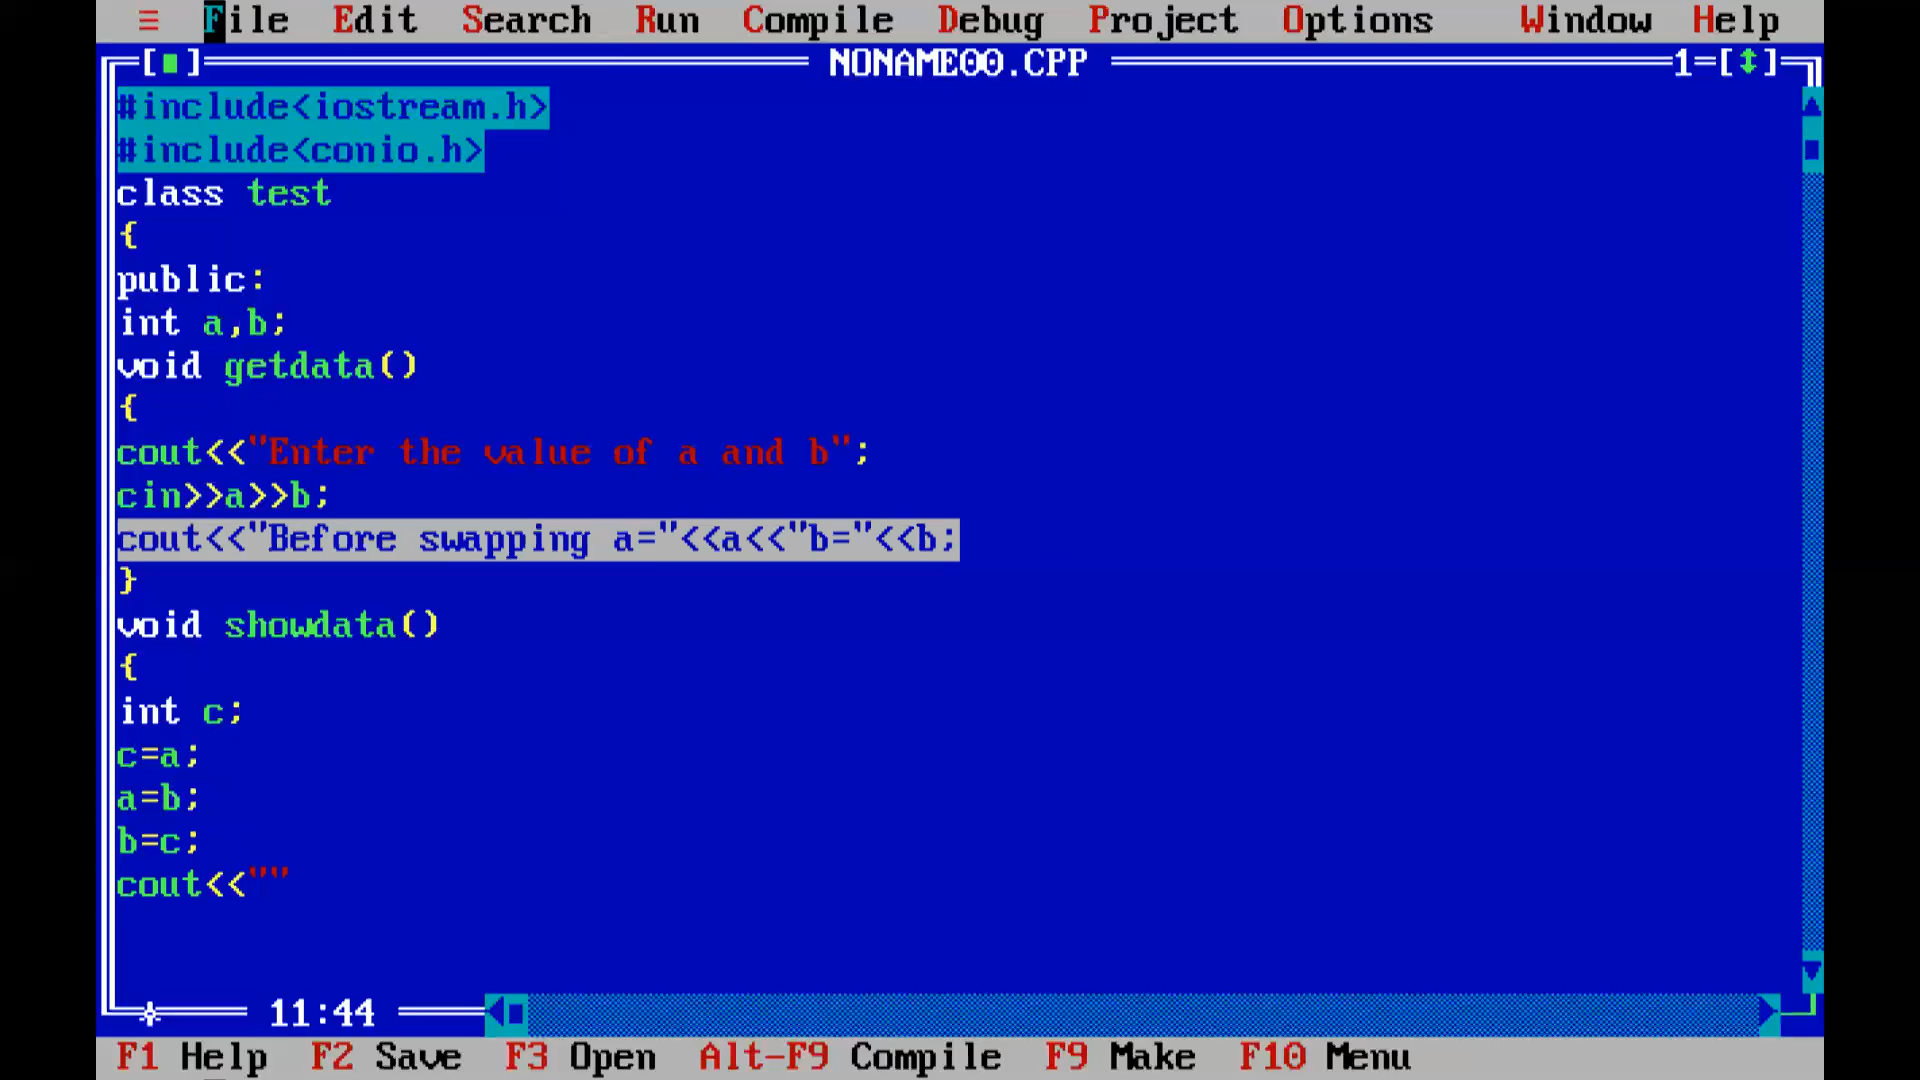 ≡ File Edit Search Run Compile Debug Project Options Window Help
[■] NONAME00.CPP 1=[↕]
#include<iostream.h>
#include<conio.h>
class test
{
public:
int a,b;
void getdata()
{
cout<<"Enter the value of a and b";
cin>>a>>b;
cout<<"Before swapping a="<<a<<"b="<<b;
}
void showdata()
{
int c;
c=a;
a=b;
b=c;
cout<<""
11:44
F1 Help F2 Save F3 Open Alt-F9 Compile F9 Make F10 Menu